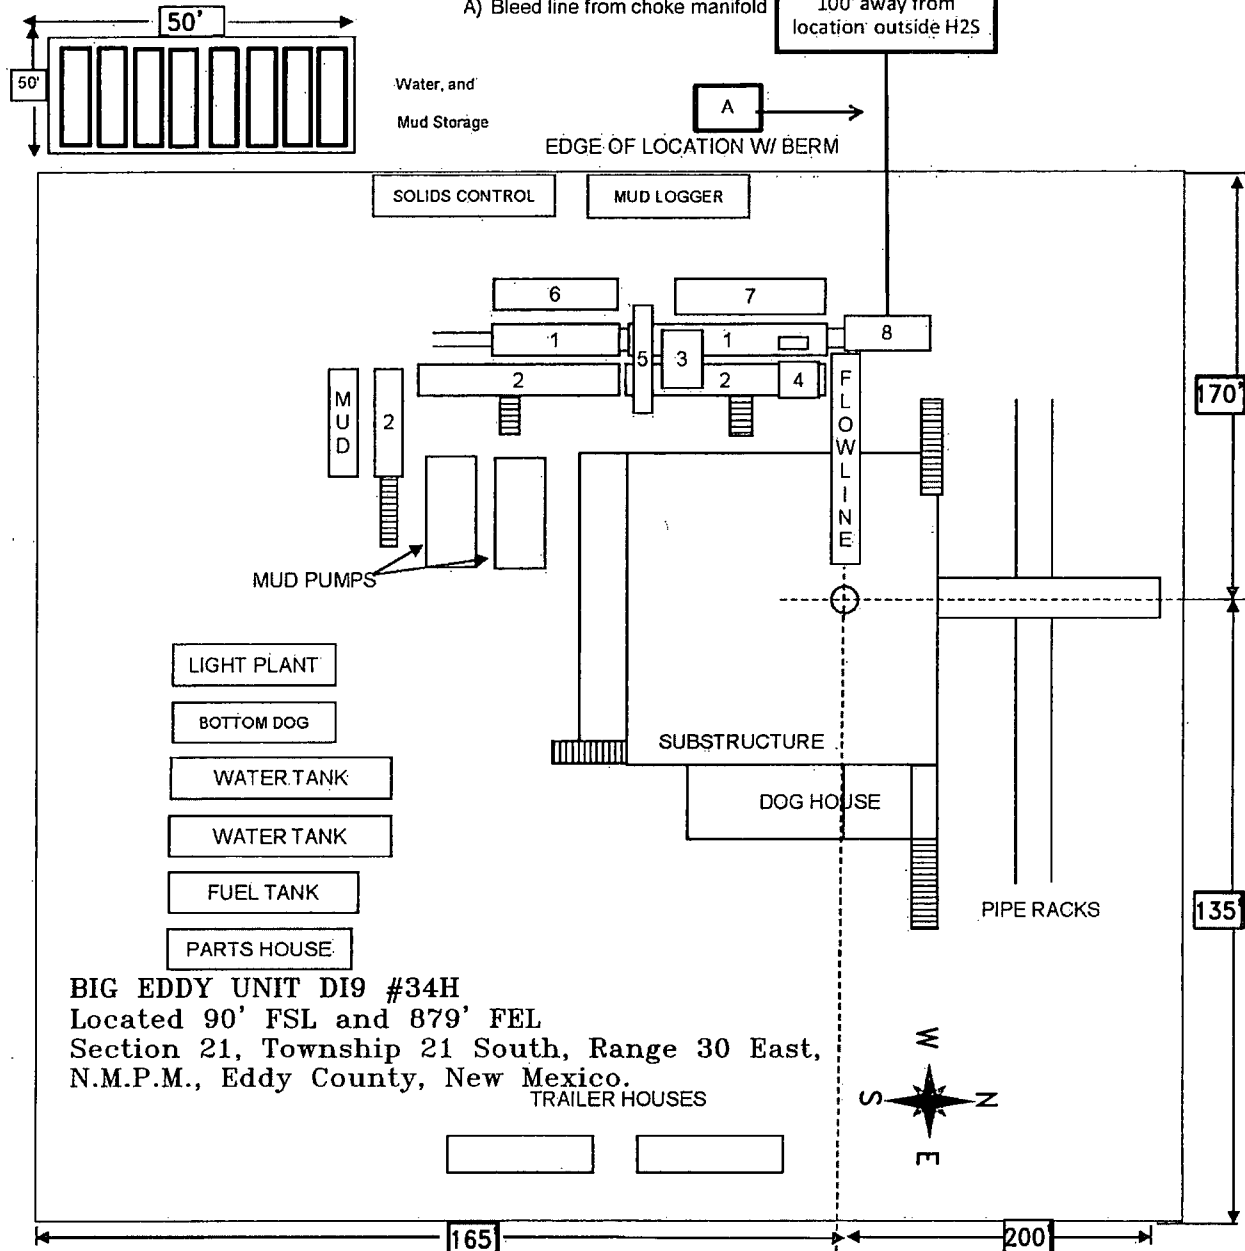 A) Bleed line from choke manifold
100' away from
location outside H2S
50'
50'
Water, and
Mud Storage
A
EDGE OF LOCATION W/ BERM
SOLIDS CONTROL
MUD LOGGER
6
7
1
1
8
5
3
2
2
4
MUD
2
FLOWLINE
170'
MUD PUMPS
LIGHT PLANT
BOTTOM DOG
WATER TANK
WATER TANK
FUEL TANK
PARTS HOUSE
SUBSTRUCTURE
DOG HOUSE
PIPE RACKS
135'
BIG EDDY UNIT DI9 #34H
Located 90' FSL and 879' FEL
Section 21, Township 21 South, Range 30 East,
N.M.P.M., Eddy County, New Mexico.
TRAILER HOUSES
W
S
N
E
165'
200'